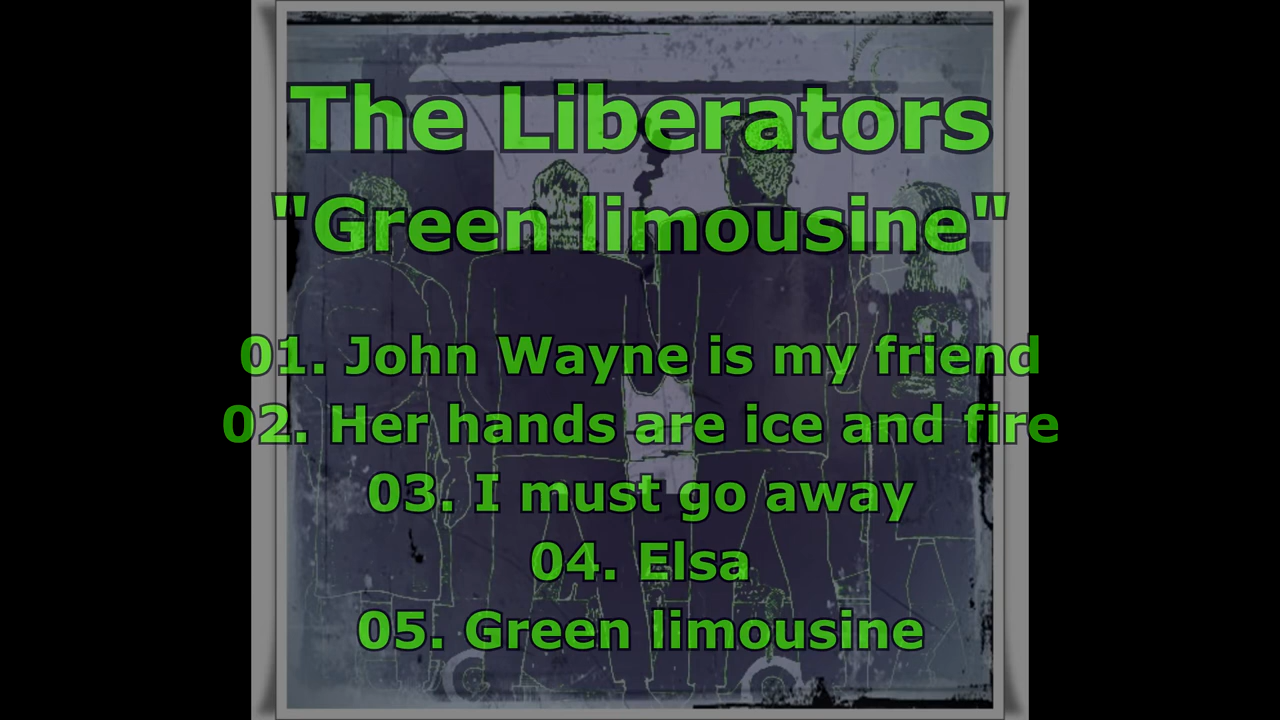 The Liberators
"Green limousine"
01. John Wayne is my friend
02. Her hands are ice and fire
03. I must go away
04. Elsa
05. Green limousine